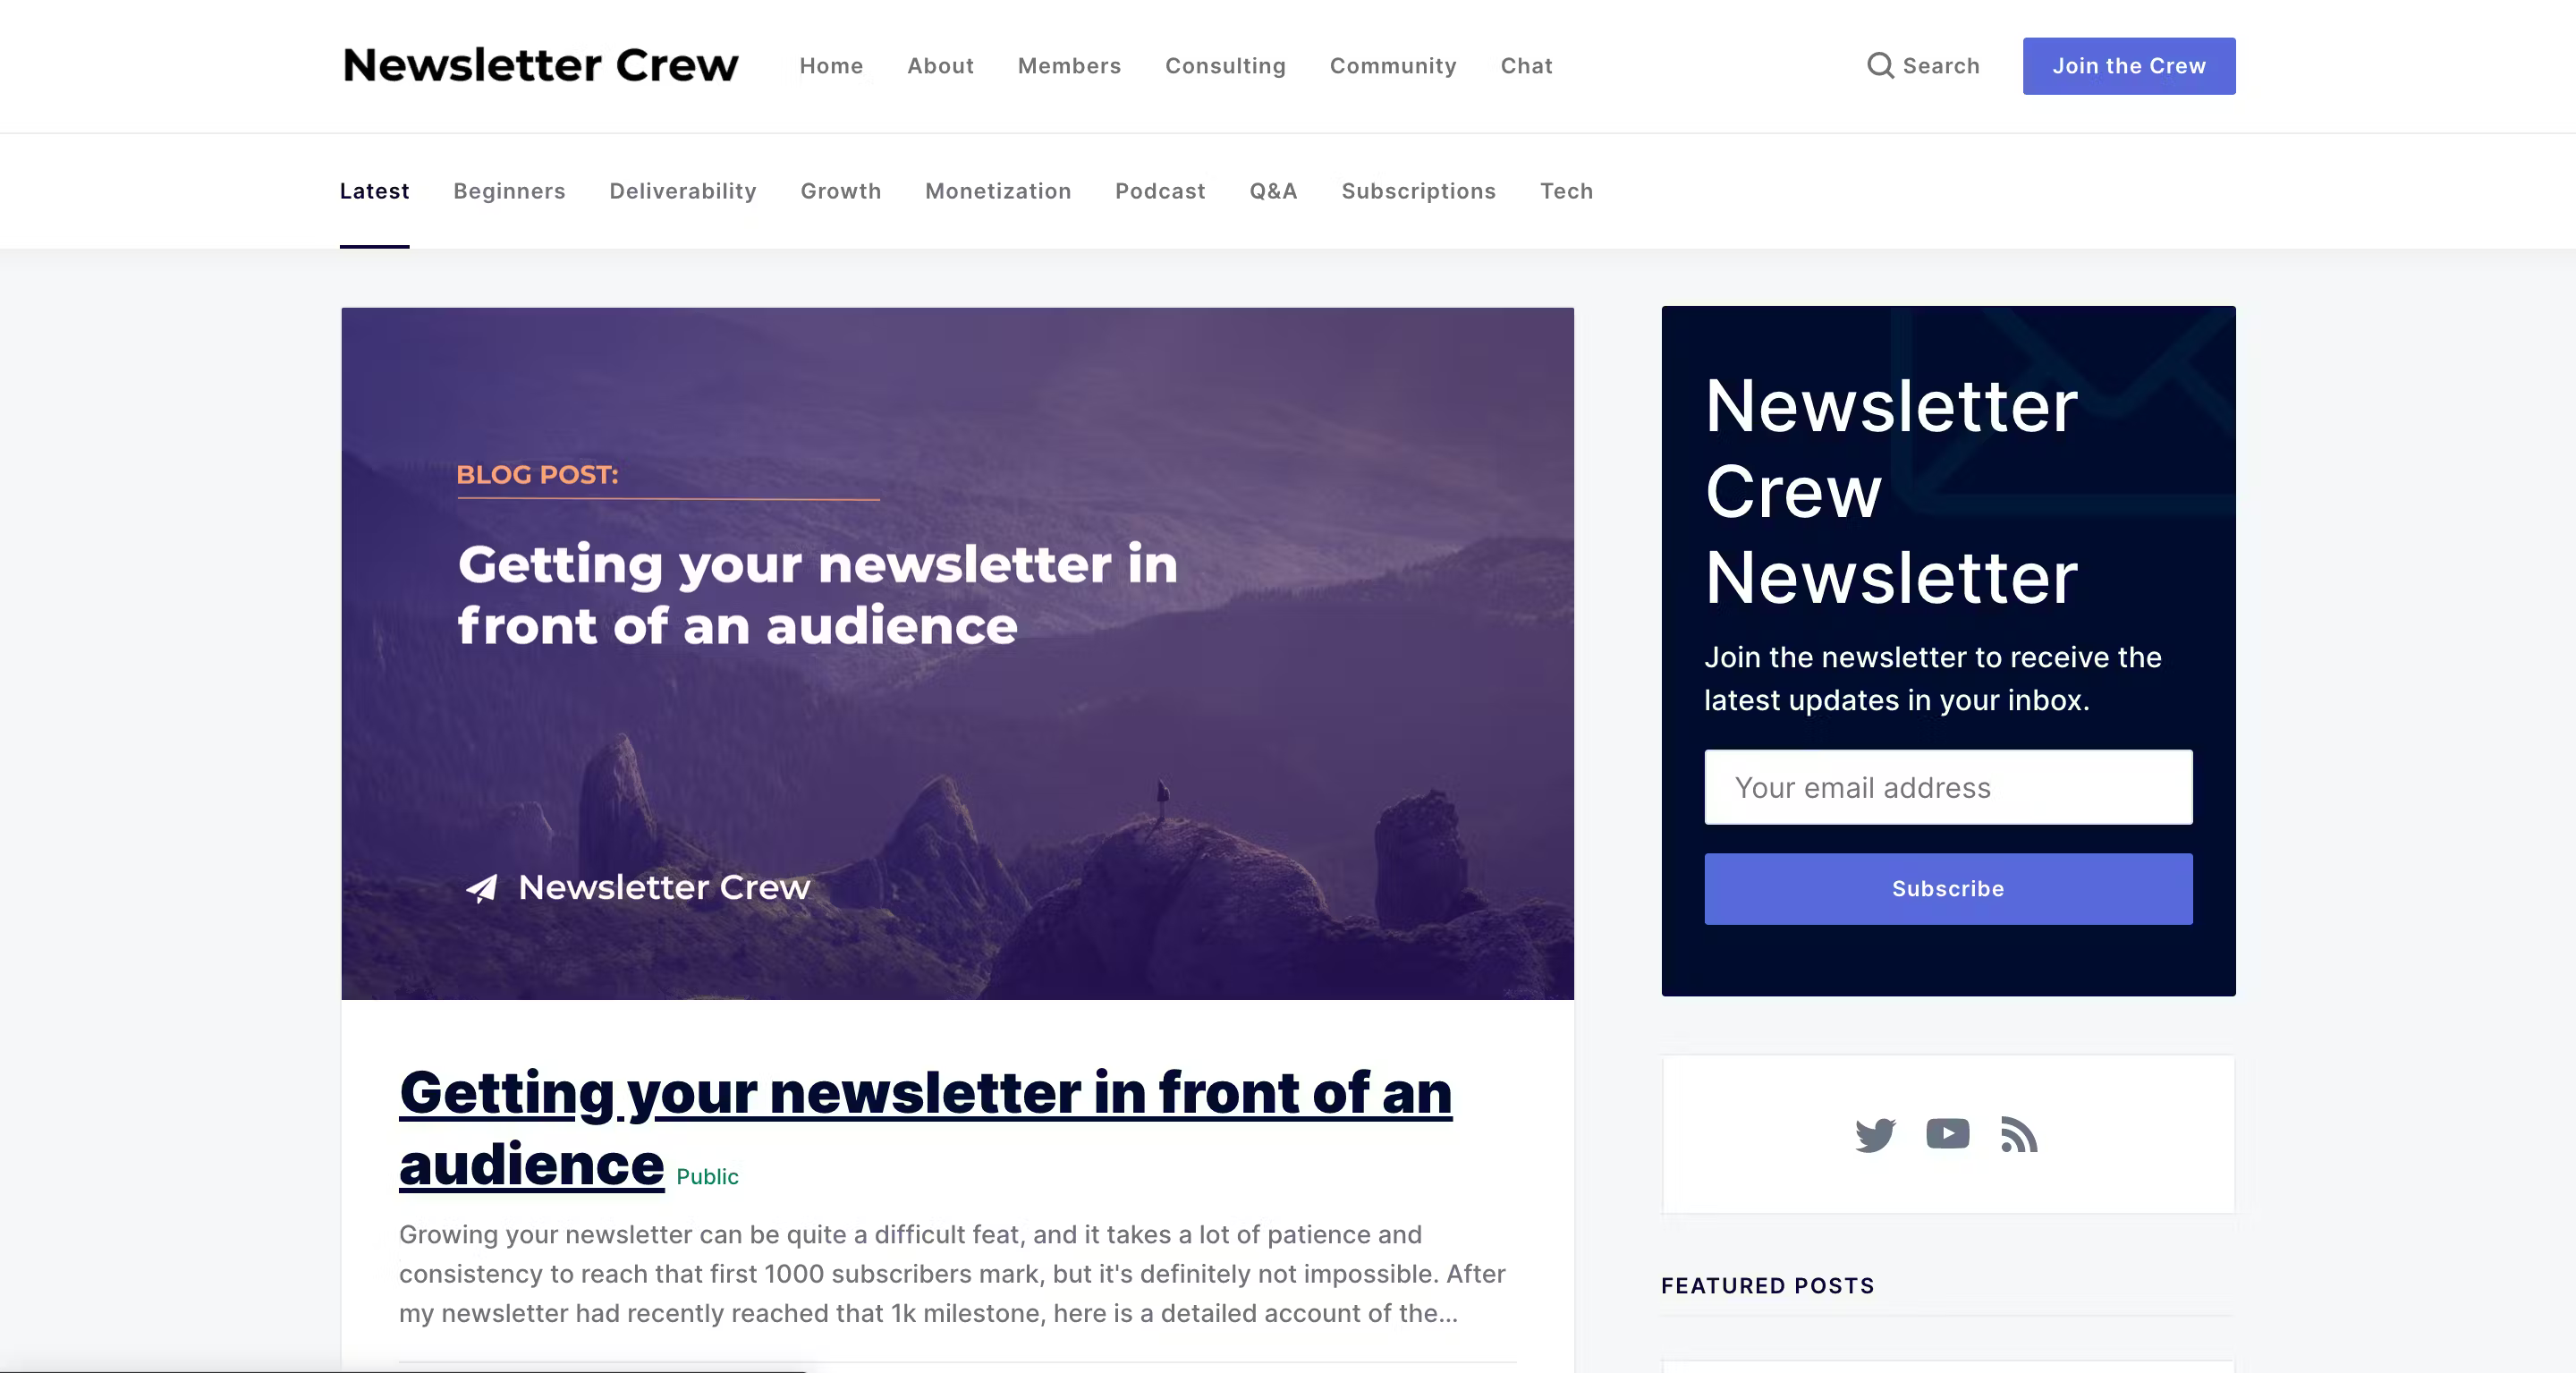 Newsletter Crew
Home
About
Members
Consulting
Community
Chat
Search
Join the Crew
Latest
Beginners
Deliverability
Growth
Monetization
Podcast
Q&A
Subscriptions
Tech
BLOG POST:
Getting your newsletter in
front of an audience
Newsletter Crew
Getting your newsletter in front of an
audience Public
Growing your newsletter can be quite a difficult feat, and it takes a lot of patience and
consistency to reach that first 1000 subscribers mark, but it's definitely not impossible. After
my newsletter had recently reached that 1k milestone, here is a detailed account of the...
Newsletter
Crew
Newsletter
Join the newsletter to receive the
latest updates in your inbox.
Your email address
Subscribe
FEATURED POSTS